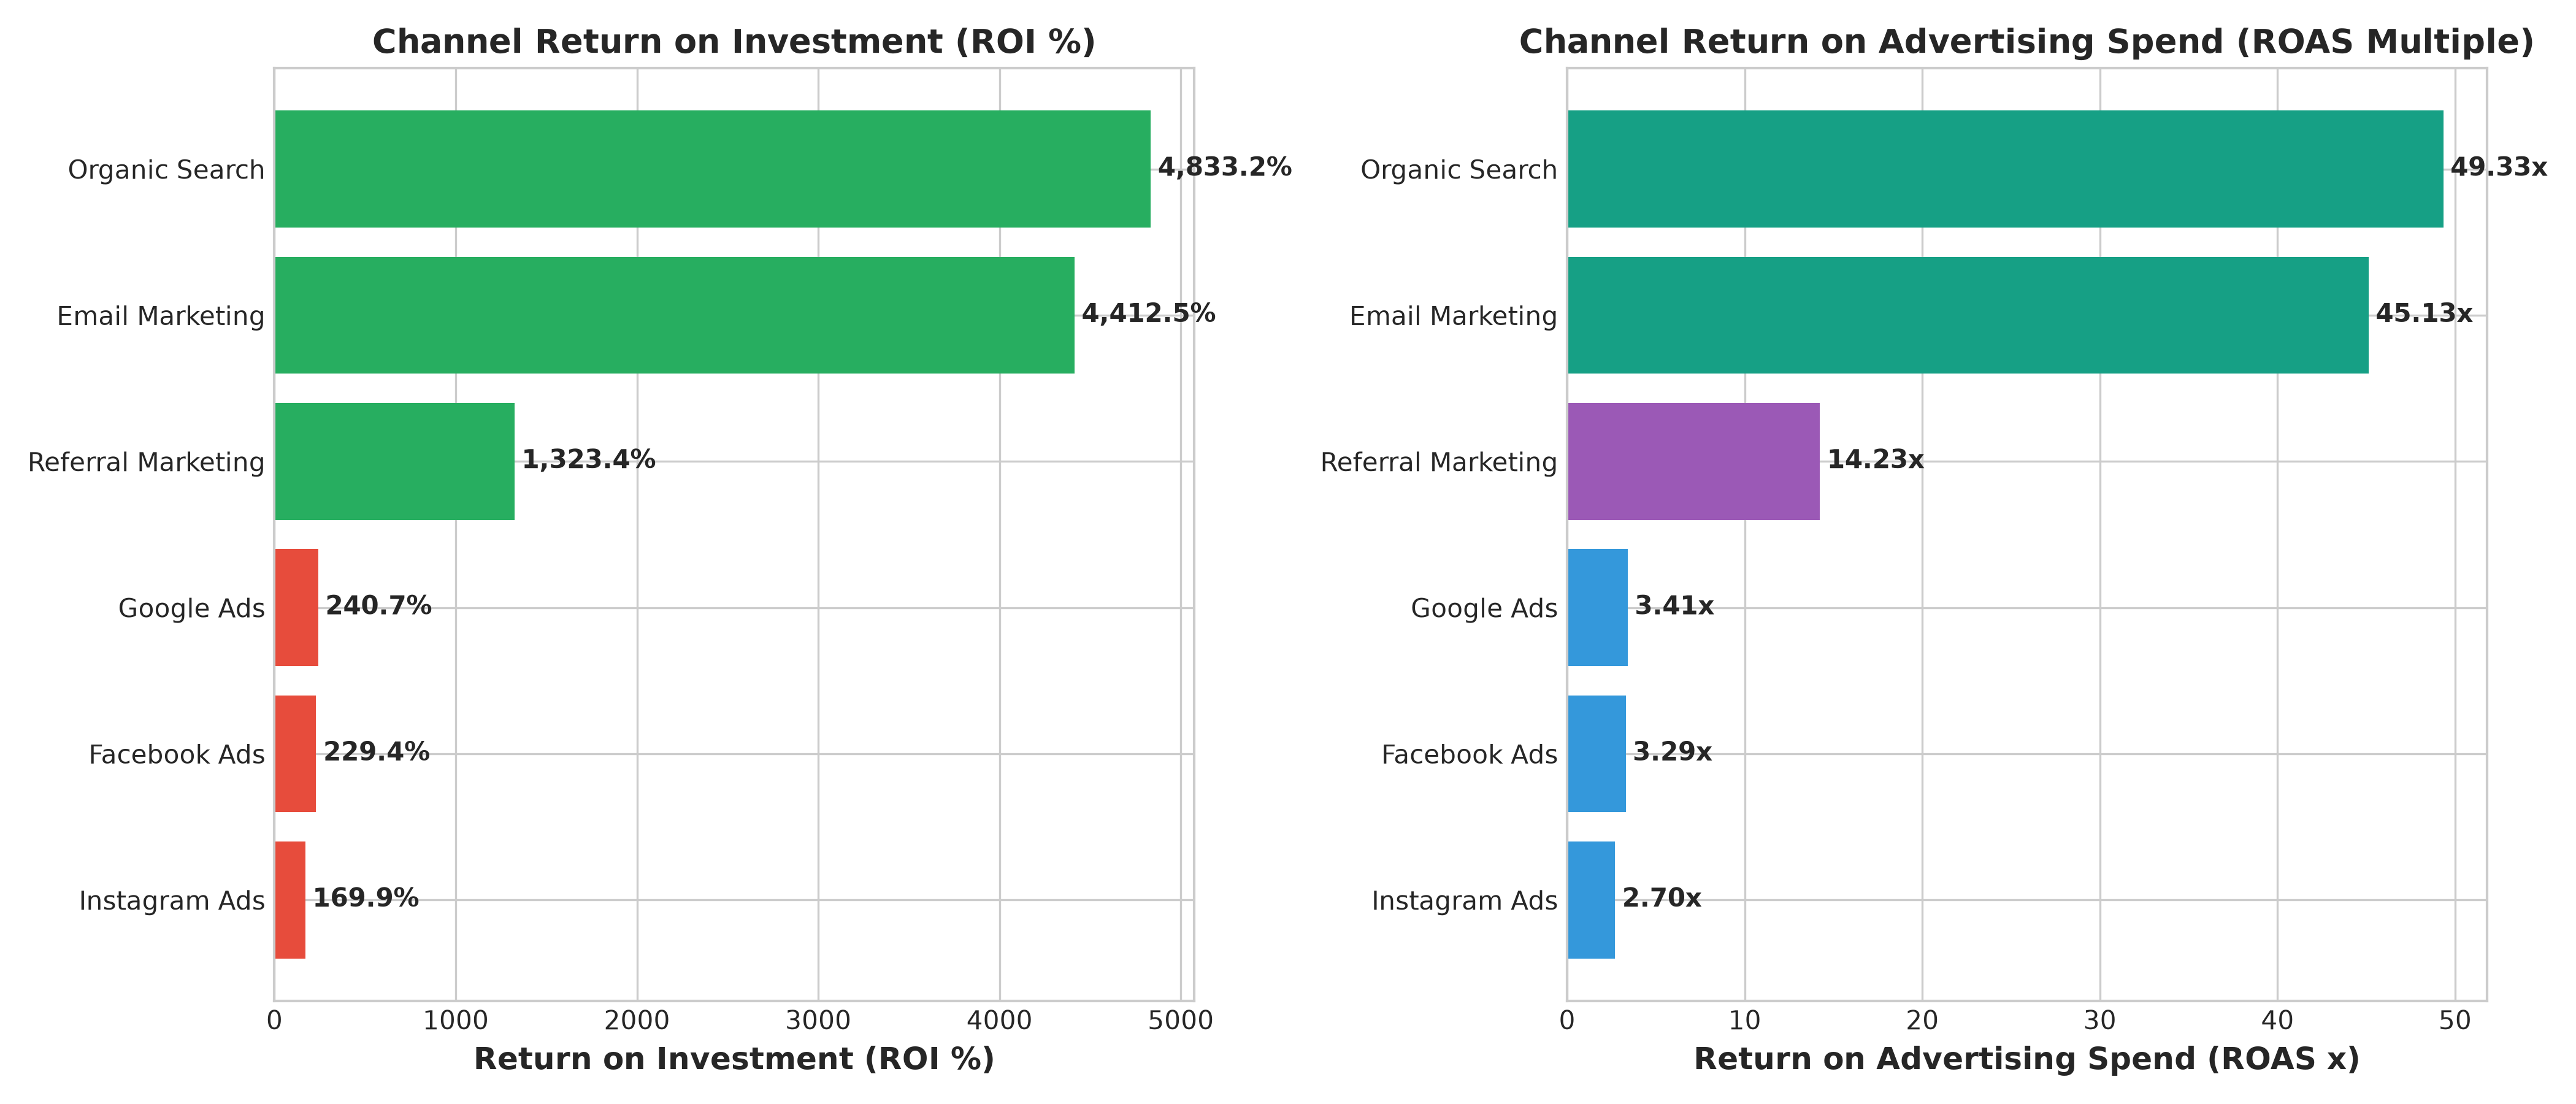 Channel Return on Investment (ROI %)
Organic Search
4,833.2%
Email Marketing
4,412.5%
Referral Marketing
1,323.4%
Google Ads
240.7%
Facebook Ads
229.4%
Instagram Ads
169.9%
0 1000 2000 3000 4000 5000
Return on Investment (ROI %)
Channel Return on Advertising Spend (ROAS Multiple)
Organic Search
49.33x
Email Marketing
45.13x
Referral Marketing
14.23x
Google Ads
3.41x
Facebook Ads
3.29x
Instagram Ads
2.70x
0 10 20 30 40 50
Return on Advertising Spend (ROAS x)